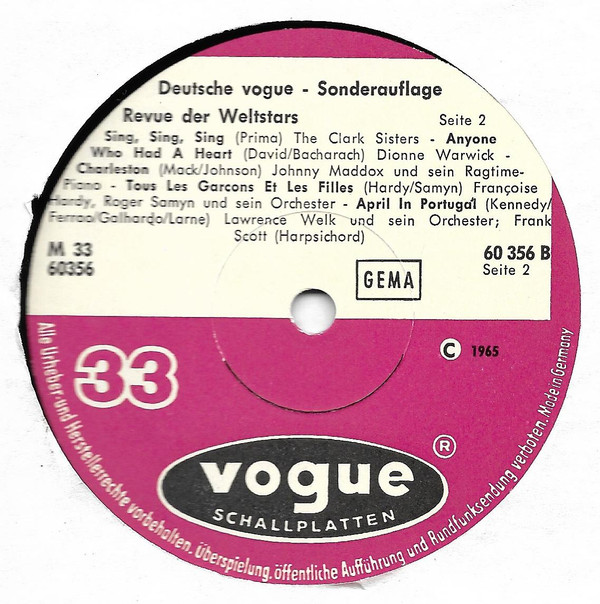 Deutsche vogue - Sonderauflage
Revue der Weltstars
Seite 2
Sing, Sing, Sing (Prima) The Clark Sisters - Anyone
Who Had A Heart (David/Bacharach) Dionne Warwick -
Charleston (Mack/Johnson) Johnny Maddox und sein Ragtime-
Piano - Tous Les Garcons Et Les Filles (Hardy/Samyn) Françoise
Hardy, Roger Samyn und sein Orchester - April In Portugal (Kennedy/
Ferrao/Galhardo/Larne) Lawrence Welk und sein Orchester; Frank
Scott (Harpsichord)
M 33
60356
GEMA
60 356 B
Seite 2
33
C 1965
vogue ®
SCHALLPLATTEN
Alle Urheber- und Herstellerrechte vorbehalten. Überspielung, öffentliche Aufführung und Rundfunksendung verboten. Made in Germany